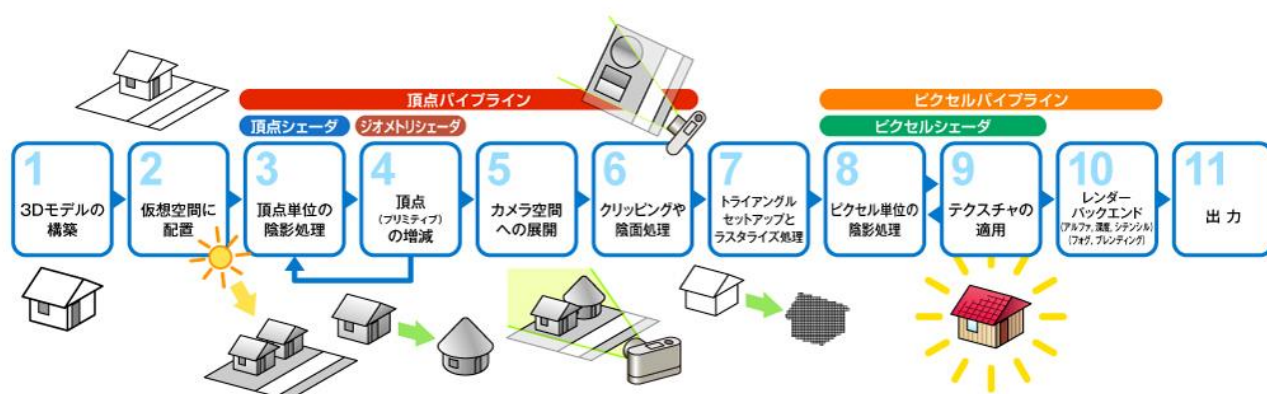 頂点パイプライン
ピクセルパイプライン
頂点シェーダ
ジオメトリシェーダ
ピクセルシェーダ
1
3Dモデルの
構築
2
仮想空間に
配置
3
頂点単位の
陰影処理
4
頂点
(プリミティブ)
の増減
5
カメラ空間
への展開
6
クリッピングや
陰面処理
7
トライアングル
セットアップと
ラスタライズ処理
8
ピクセル単位の
陰影処理
9
テクスチャの
適用
10
レンダー
バックエンド
(アルファ, 深度, シテンシル)
(フォグ, ブレンディング)
11
出力